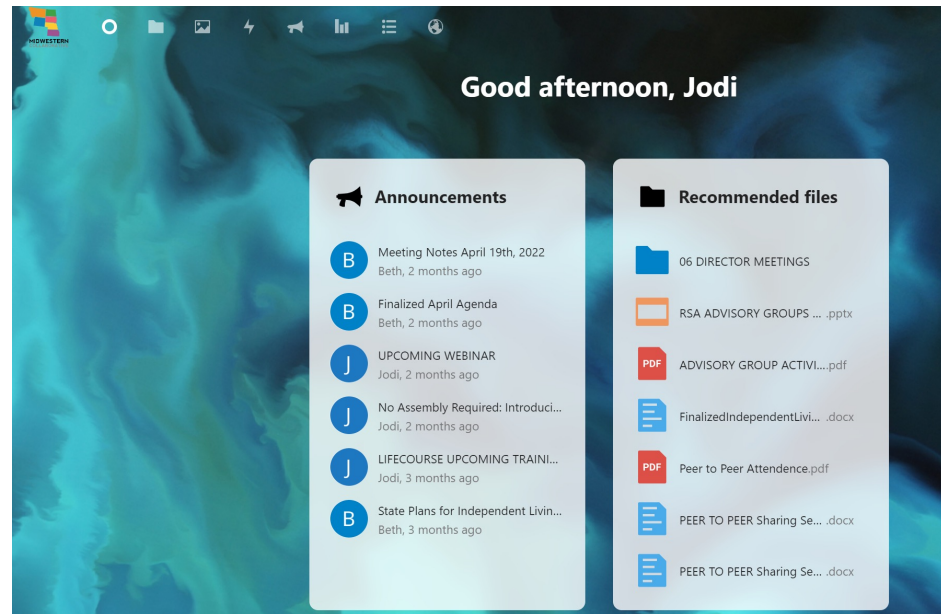 MIDWESTERN
Good afternoon, Jodi
Announcements
Meeting Notes April 19th, 2022
Beth, 2 months ago
Finalized April Agenda
Beth, 2 months ago
UPCOMING WEBINAR
Jodi, 2 months ago
No Assembly Required: Introduci...
Jodi, 2 months ago
LIFECOURSE UPCOMING TRAINI...
Jodi, 3 months ago
State Plans for Independent Livin...
Beth, 3 months ago
B
B
J
J
J
B
Recommended files
06 DIRECTOR MEETINGS
RSA ADVISORY GROUPS ... .pptx
PDF
ADVISORY GROUP ACTIVI....pdf
FinalizedIndependentLivi... .docx
PDF
Peer to Peer Attendence.pdf
PEER TO PEER Sharing Se... .docx
PEER TO PEER Sharing Se... .docx